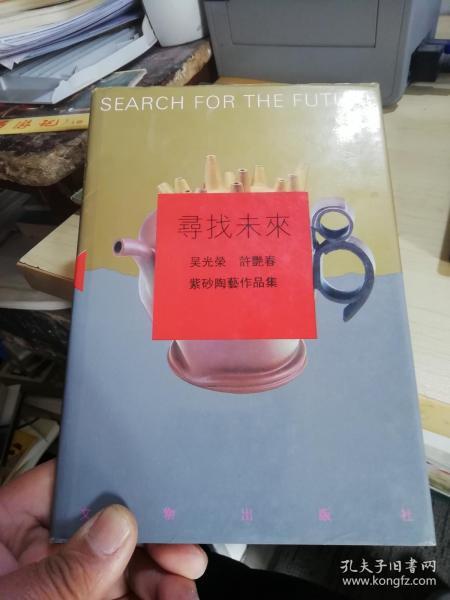 SEARCH FOR THE FUTU
尋找未來
吴光榮 許艷春
紫砂陶藝作品集
文物出版社
孔夫子旧书网
www.kongfz.com